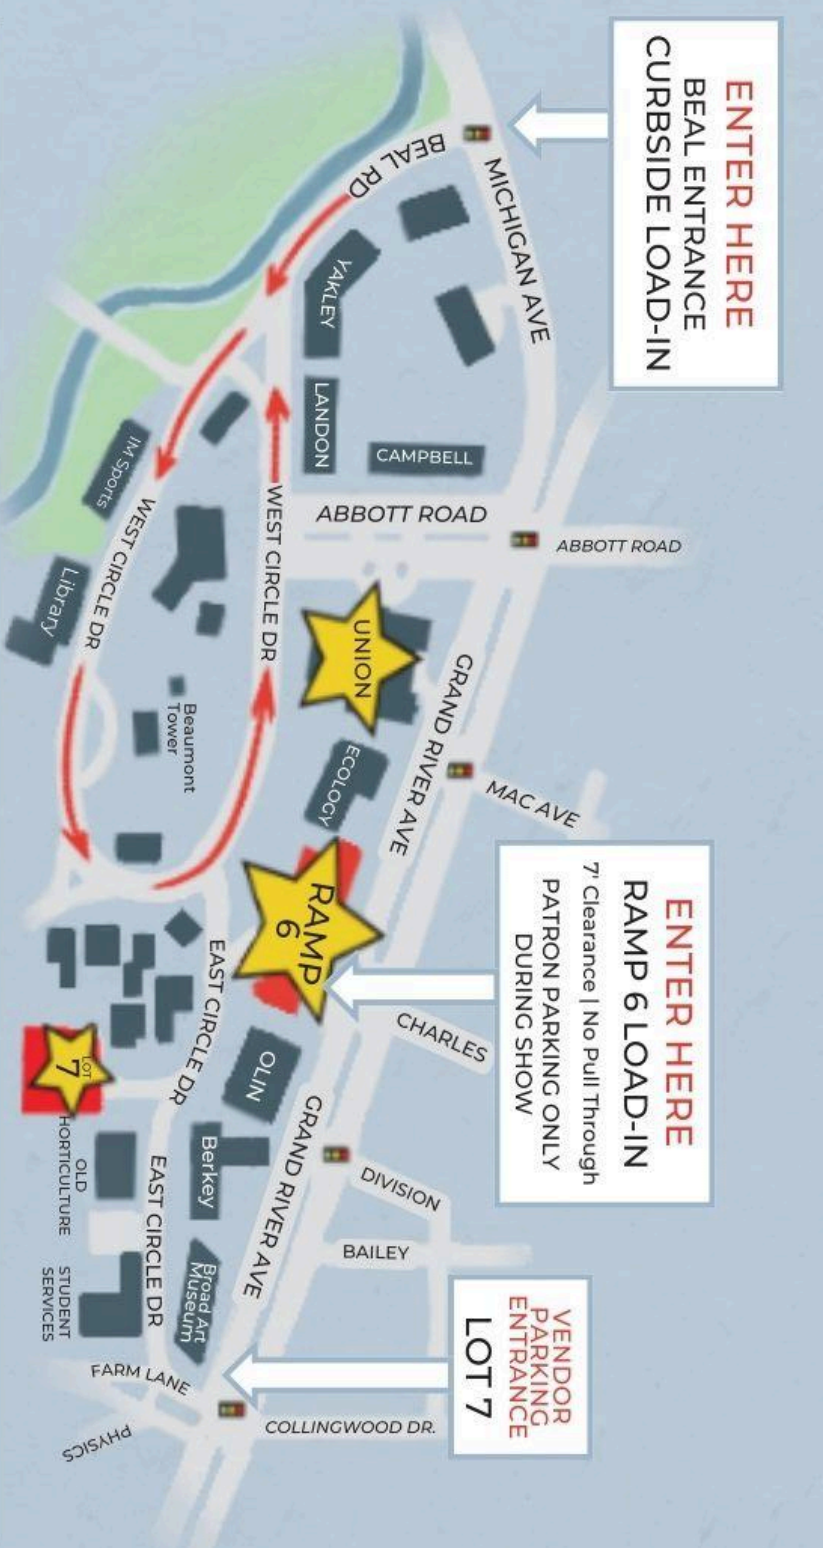 ENTER HERE
BEAL ENTRANCE
CURBSIDE LOAD-IN
ENTER HERE
RAMP 6 LOAD-IN
7' Clearance | No Pull Through
PATRON PARKING ONLY
DURING SHOW
VENDOR
PARKING
ENTRANCE
LOT 7
BEAL RD
MICHIGAN AVE
YAKLEY
LANDON
CAMPBELL
ABBOTT ROAD
ABBOTT ROAD
IM Sports
WEST CIRCLE DR
WEST CIRCLE DR
Library
Beaumont
Tower
UNION
GRAND RIVER AVE
MAC AVE
ECOLOGY
RAMP
6
CHARLES
EAST CIRCLE DR
OLIN
GRAND RIVER AVE
DIVISION
BAILEY
LOT
7
OLD
HORTICULTURE
Berkey
EAST CIRCLE DR
Broad Art
Museum
STUDENT
SERVICES
FARM LANE
PHYSICS
COLLINGWOOD DR.